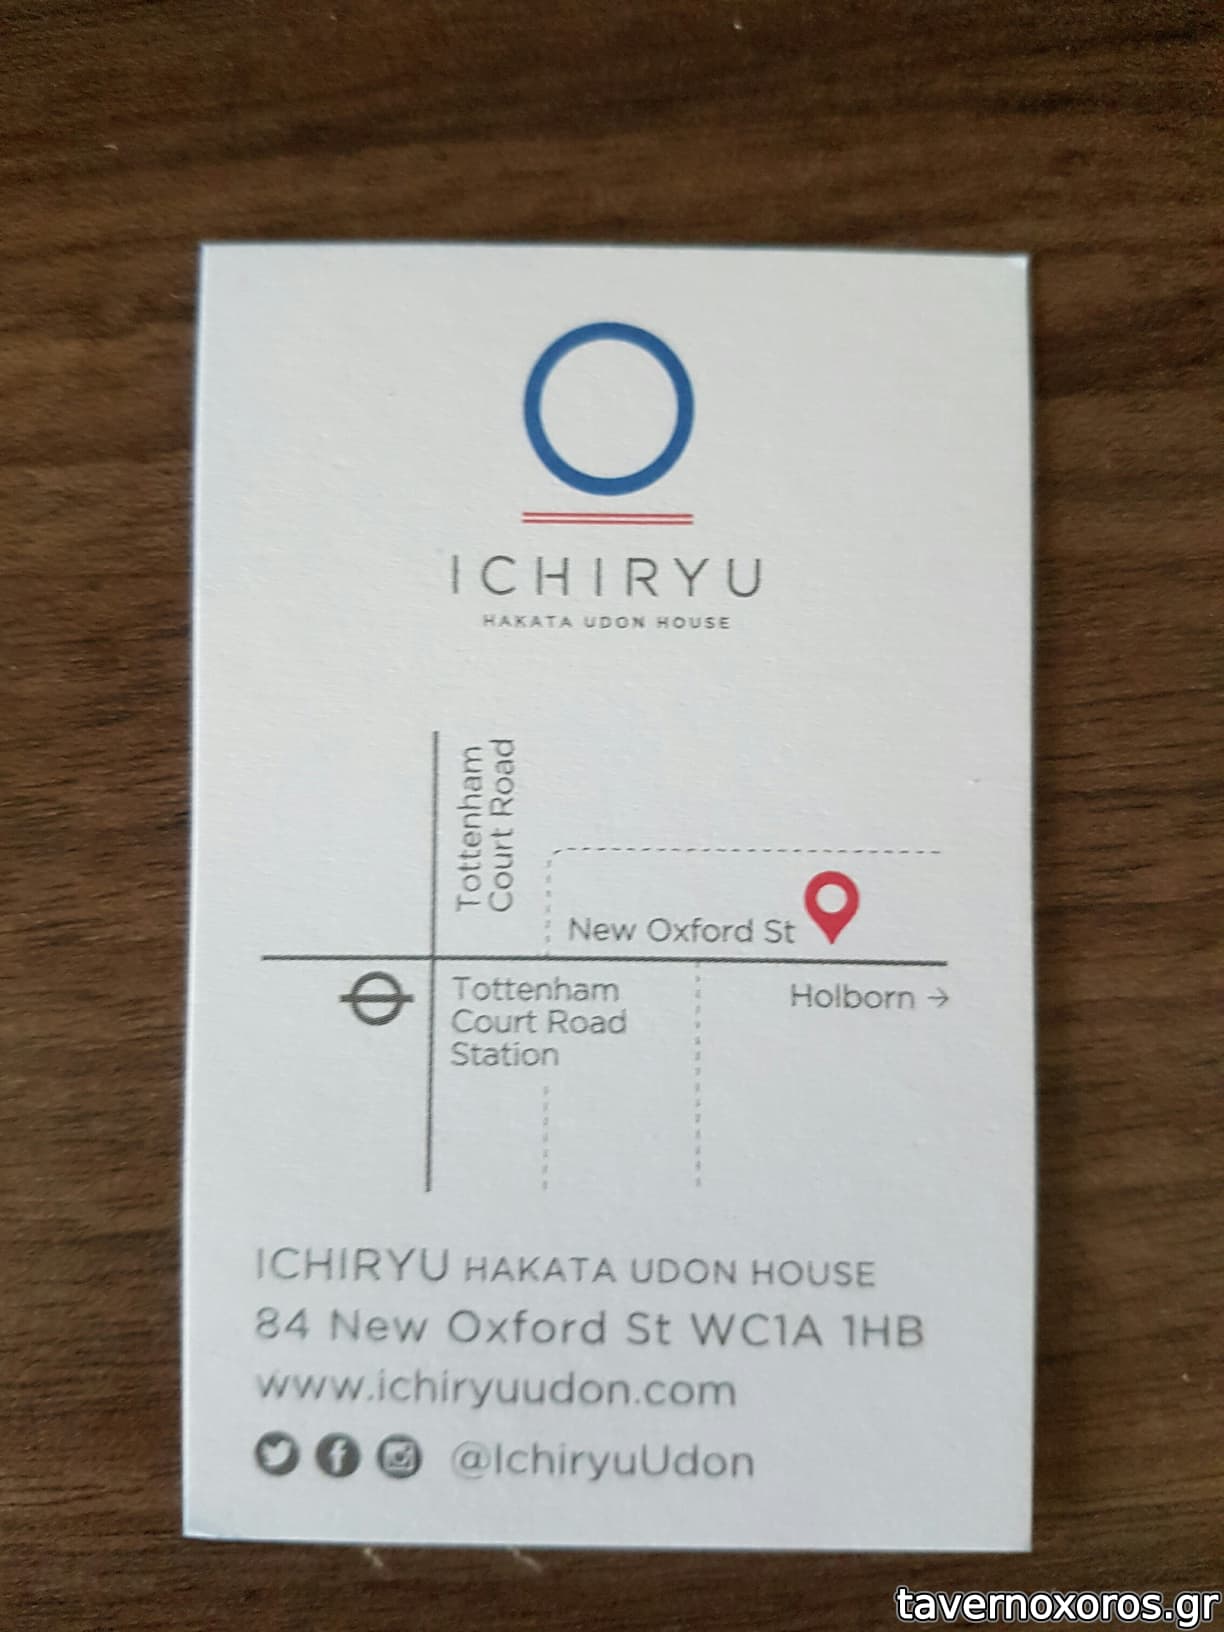 ICHIRYU
HAKATA UDON HOUSE
Tottenham
Court Road
New Oxford St
Tottenham
Court Road
Station
Holborn →
ICHIRYU HAKATA UDON HOUSE
84 New Oxford St WC1A 1HB
www.ichiryuudon.com
@IchiryuUdon
tavernoxoros.gr